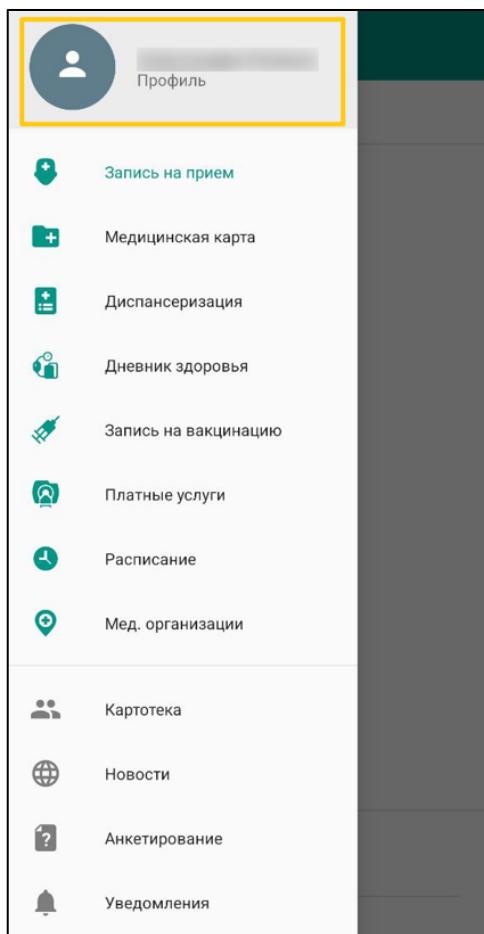 Профиль
Запись на прием
Медицинская карта
Диспансеризация
Дневник здоровья
Запись на вакцинацию
Платные услуги
Расписание
Мед. организации
Картотека
Новости
Анкетирование
Уведомления